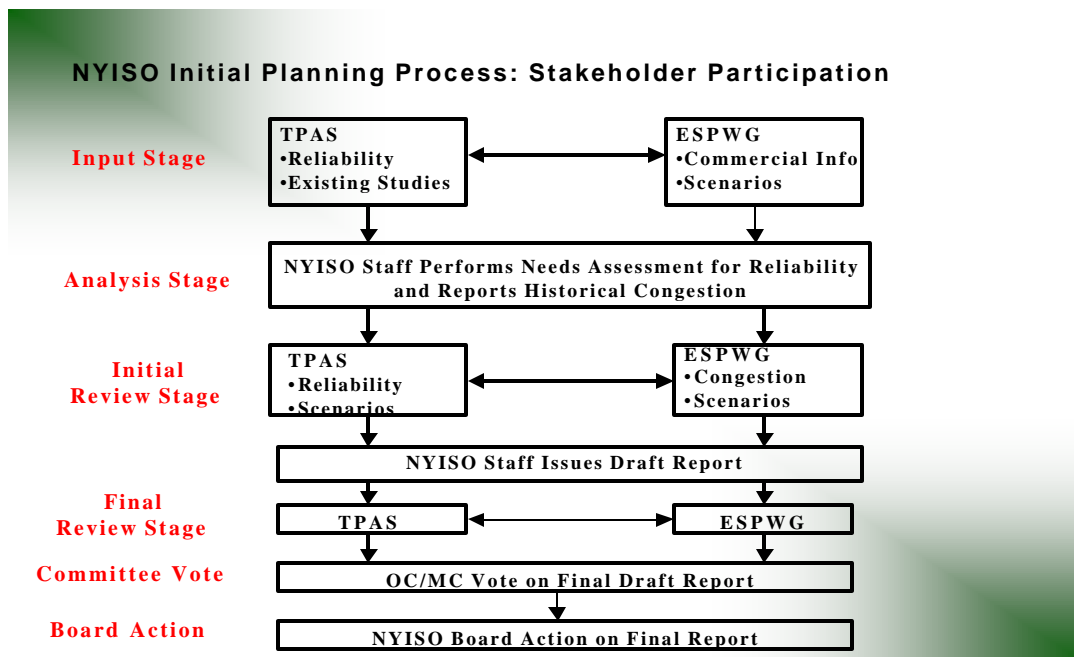 NYISO Initial Planning Process: Stakeholder Participation
Input Stage
TPAS
•Reliability
•Existing Studies
ESPWG
•Commercial Info
•Scenarios
Analysis Stage
NYISO Staff Performs Needs Assessment for Reliability
and Reports Historical Congestion
Initial
Review Stage
TPAS
•Reliability
•Scenarios
ESPWG
•Congestion
•Scenarios
NYISO Staff Issues Draft Report
Final
Review Stage
TPAS
ESPWG
Committee Vote
OC/MC Vote on Final Draft Report
Board Action
NYISO Board Action on Final Report